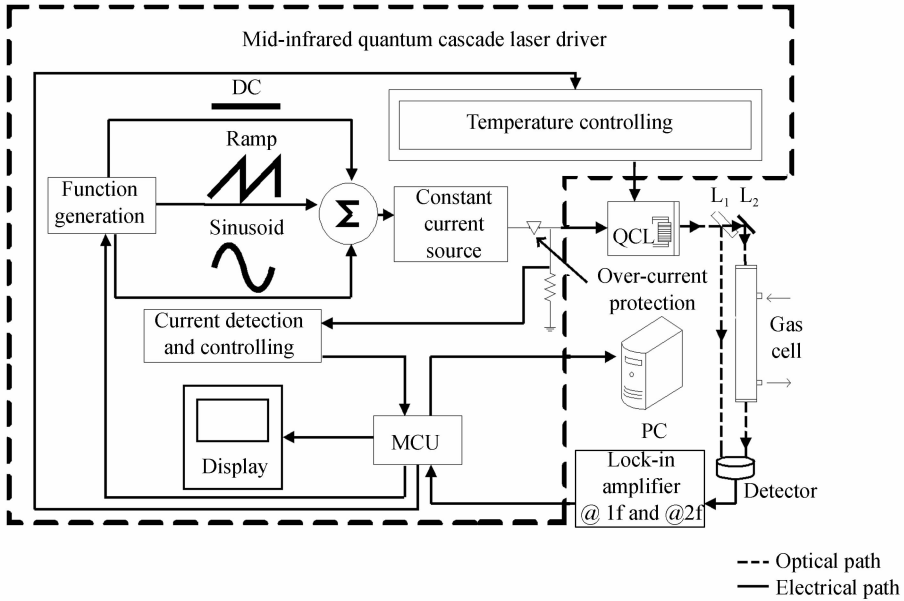 Mid-infrared quantum cascade laser driver
DC
Temperature controlling
Ramp
Function
generation
Σ
Constant
current
source
L1 L2
QCL
Sinusoid
Over-current
protection
Current detection
and controlling
Gas
cell
PC
MCU
Display
Lock-in
amplifier
@ 1f and @2f
Detector
Optical path
Electrical path